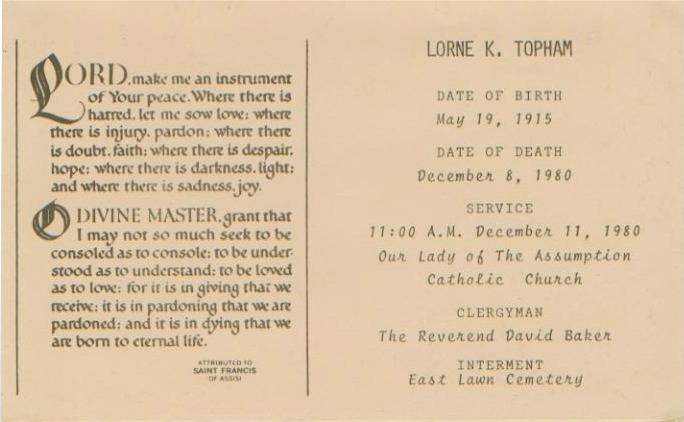 LORD, make me an instrument
of Your peace. Where there is
hatred, let me sow love; where
there is injury, pardon; where there
is doubt, faith; where there is despair,
hope; where there is darkness, light;
and where there is sadness, joy.
O DIVINE MASTER, grant that
I may not so much seek to be
consoled as to console; to be under-
stood as to understand; to be loved
as to love; for it is in giving that we
receive; it is in pardoning that we are
pardoned; and it is in dying that we
are born to eternal life.
ATTRIBUTED TO
SAINT FRANCIS
OF ASSISI
LORNE K. TOPHAM
DATE OF BIRTH
May 19, 1915
DATE OF DEATH
December 8, 1980
SERVICE
11:00 A.M. December 11, 1980
Our Lady of The Assumption
Catholic Church
CLERGYMAN
The Reverend David Baker
INTERMENT
East Lawn Cemetery